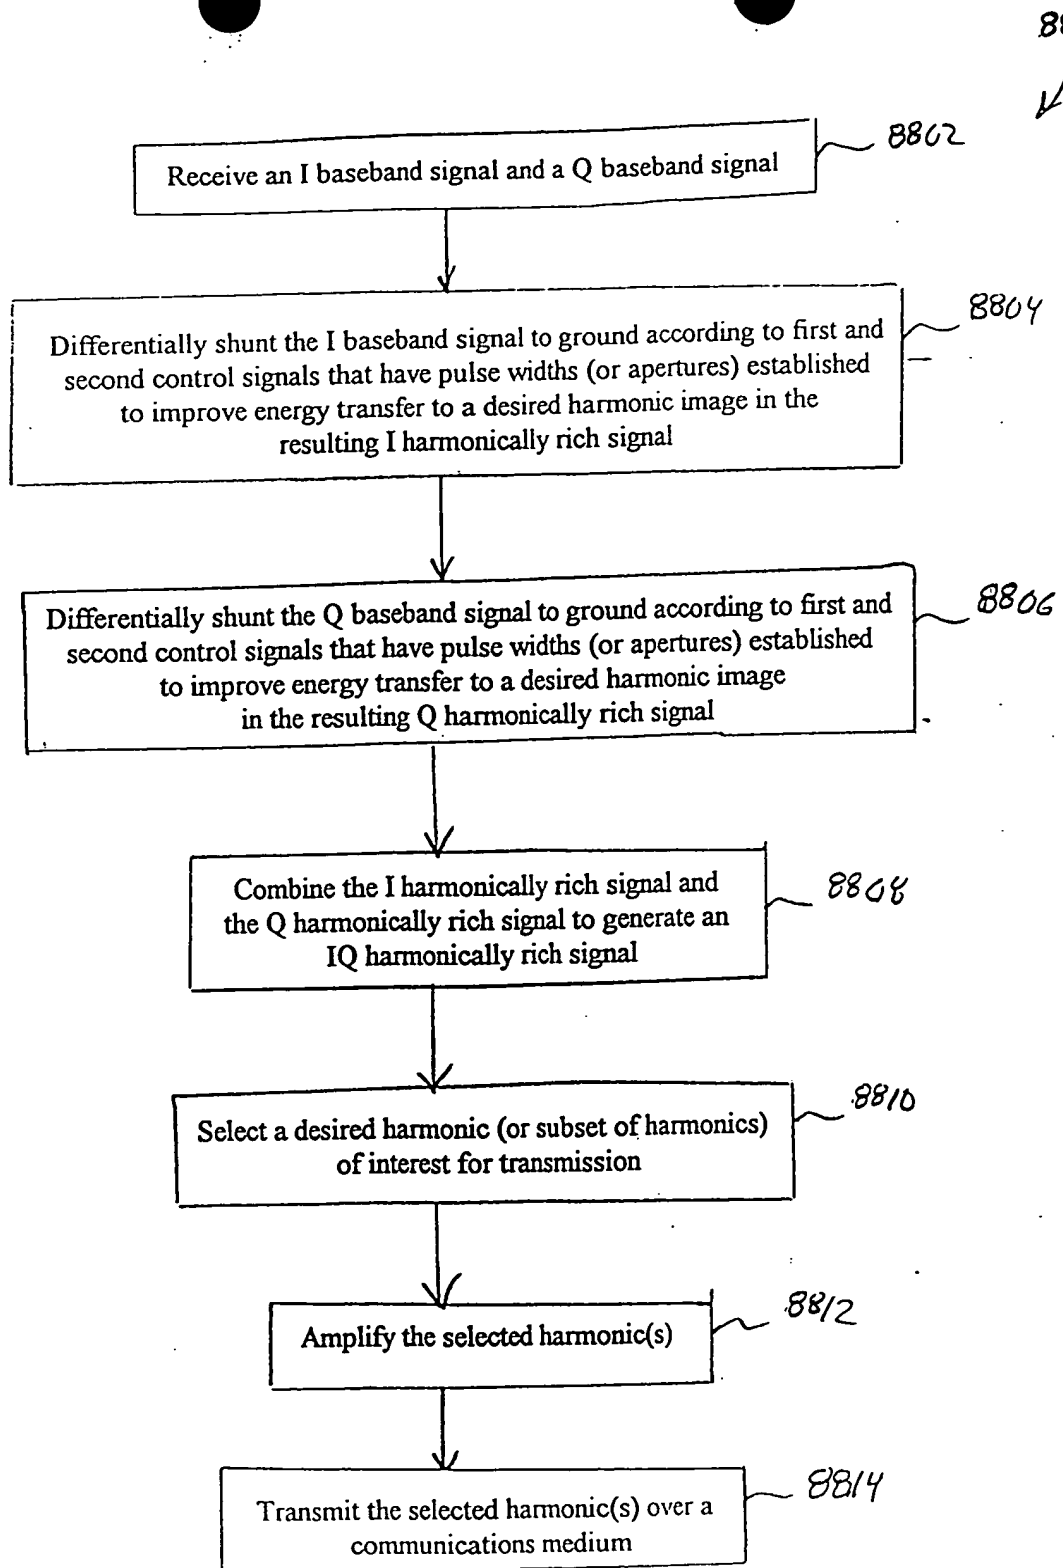 88
8802
Receive an I baseband signal and a Q baseband signal
8804
Differentially shunt the I baseband signal to ground according to first and
second control signals that have pulse widths (or apertures) established
to improve energy transfer to a desired harmonic image in the
resulting I harmonically rich signal
8806
Differentially shunt the Q baseband signal to ground according to first and
second control signals that have pulse widths (or apertures) established
to improve energy transfer to a desired harmonic image
in the resulting Q harmonically rich signal
8808
Combine the I harmonically rich signal and
the Q harmonically rich signal to generate an
IQ harmonically rich signal
8810
Select a desired harmonic (or subset of harmonics)
of interest for transmission
8812
Amplify the selected harmonic(s)
8814
Transmit the selected harmonic(s) over a
communications medium